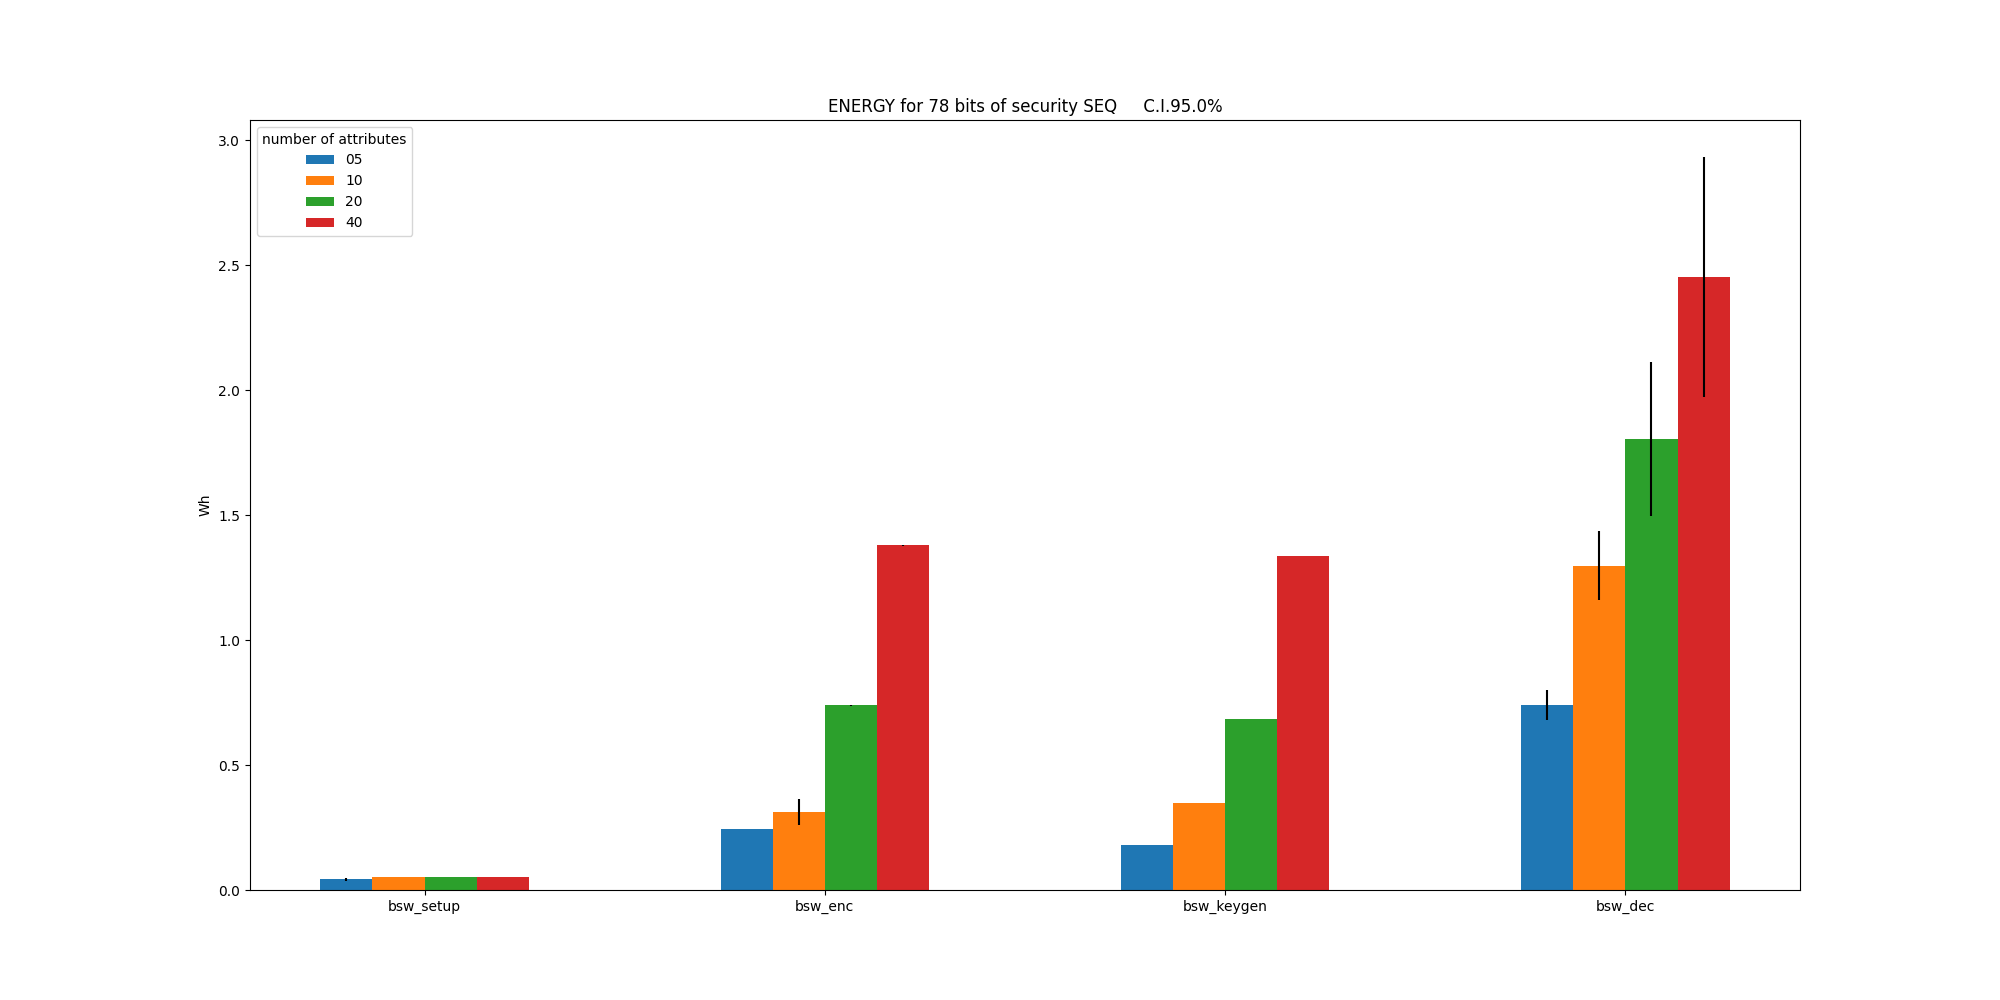 ENERGY for 78 bits of security SEQ     C.I.95.0%
number of attributes
05
10
20
40
3.0
2.5
2.0
1.5
1.0
0.5
0.0
Wh
bsw_setup
bsw_enc
bsw_keygen
bsw_dec